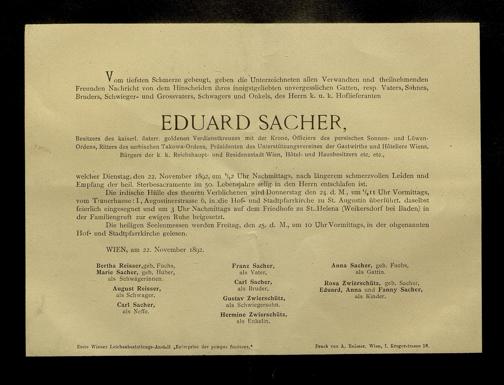 Vom tiefsten Schmerze gebeugt, geben die Unterzeichneten allen Verwandten und theilnehmenden
Freunden Nachricht von dem Hinscheiden ihres innigstgeliebten unvergesslichen Gatten, resp. Vaters, Sohnes,
Bruders, Schwieger- und Grossvaters, Schwagers und Onkels, des Herrn k. u. k. Hoflieferanten
EDUARD SACHER,
Besitzers des kaiserl. österr. goldenen Verdienstkreuzes mit der Krone, Officiers des persischen Sonnen- und Löwen-
Ordens, Ritters des serbischen Takowa-Ordens, Präsidenten des Unterstützungsvereines der Gastwirthe und Hôteliers Wiens,
Bürgers der k. k. Reichshaupt- und Residenzstadt Wien, Hôtel- und Hausbesitzers etc. etc.,
welcher Dienstag, den 22. November 1892, um Uhr Nachmittags, nach längerem schmerzvollen Leiden und
Empfang der heil. Sterbesacramente im 50. Lebensjahre selig in den Herrn entschlafen ist.
Die irdische Hülle des theuren Verblichenen wird Donnerstag den 24. d. M., um Uhr Vormittags,
vom Trauerhause: I., Augustinerstrasse 6, in die Hof- und Stadtpfarrkirche zu St. Augustin überführt, daselbst
feierlich eingesegnet und um 3 Uhr Nachmittags auf dem Friedhofe zu St. Helena (Weikersdorf bei Baden) in
der Familiengruft zur ewigen Ruhe beigesetzt.
Die heiligen Seelenmessen werden Freitag, den 25. d. M., um 10 Uhr Vormittags, in der obgenannten
Hof- und Stadtpfarrkirche gelesen.
WIEN, am 22. November 1892.
Bertha Reisser, geb. Fuchs,
Marie Sacher, geb. Huber,
als Schwägerinnen.
August Reisser,
als Schwager.
Carl Sacher,
als Neffe.
Franz Sacher,
als Vater.
Carl Sacher,
als Bruder.
Gustav Zwierschütz,
als Schwiegersohn.
Hermine Zwierschütz,
als Enkelin.
Anna Sacher, geb. Fuchs,
als Gattin.
Rosa Zwierschütz, geb. Sacher,
Eduard, Anna und Fanny Sacher,
als Kinder.
Erste Wiener Leichenbestattungs-Anstalt „Entreprise des pompes funèbres."
Druck von A. Reisser, Wien, I.